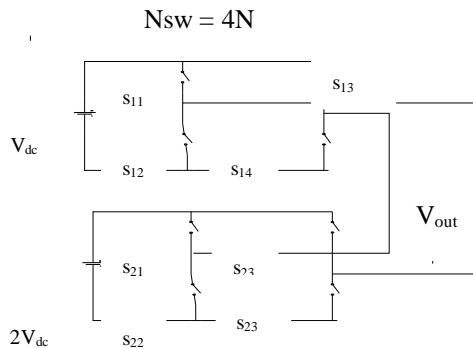 Nsw = 4N
s13
s11
Vdc
s12 s14
Vout
s21 s23
2Vdc
s22 s23